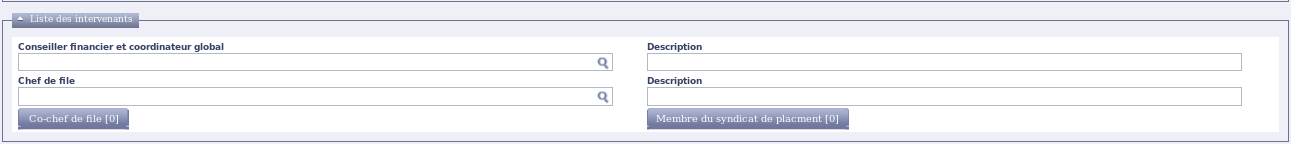 Liste des intervenants
Conseiller financier et coordinateur global
Description
Chef de file
Description
Co-chef de file [0]
Membre du syndicat de placment [0]